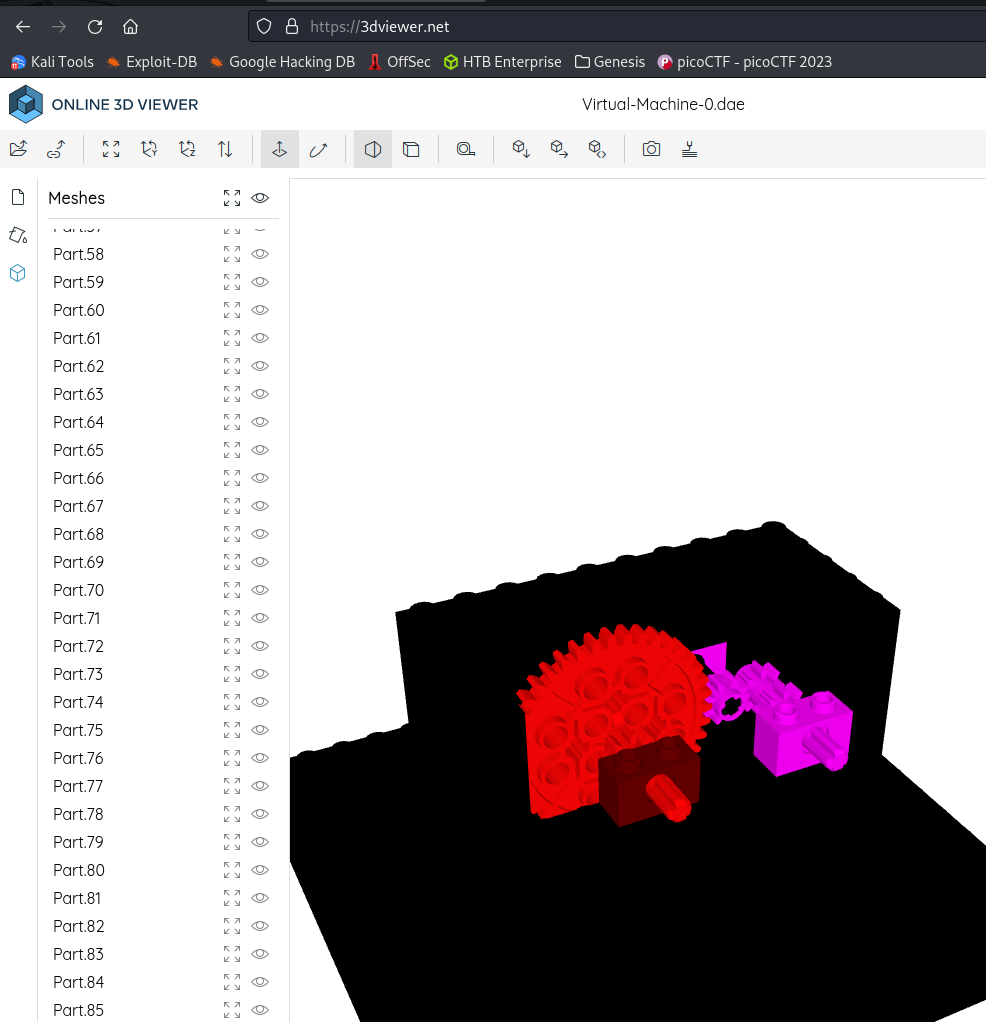 https://3dviewer.net
Kali Tools Exploit-DB Google Hacking DB OffSec HTB Enterprise Genesis picoCTF - picoCTF 2023
ONLINE 3D VIEWER Virtual-Machine-0.dae
Meshes
Part.58
Part.59
Part.60
Part.61
Part.62
Part.63
Part.64
Part.65
Part.66
Part.67
Part.68
Part.69
Part.70
Part.71
Part.72
Part.73
Part.74
Part.75
Part.76
Part.77
Part.78
Part.79
Part.80
Part.81
Part.82
Part.83
Part.84
Part.85